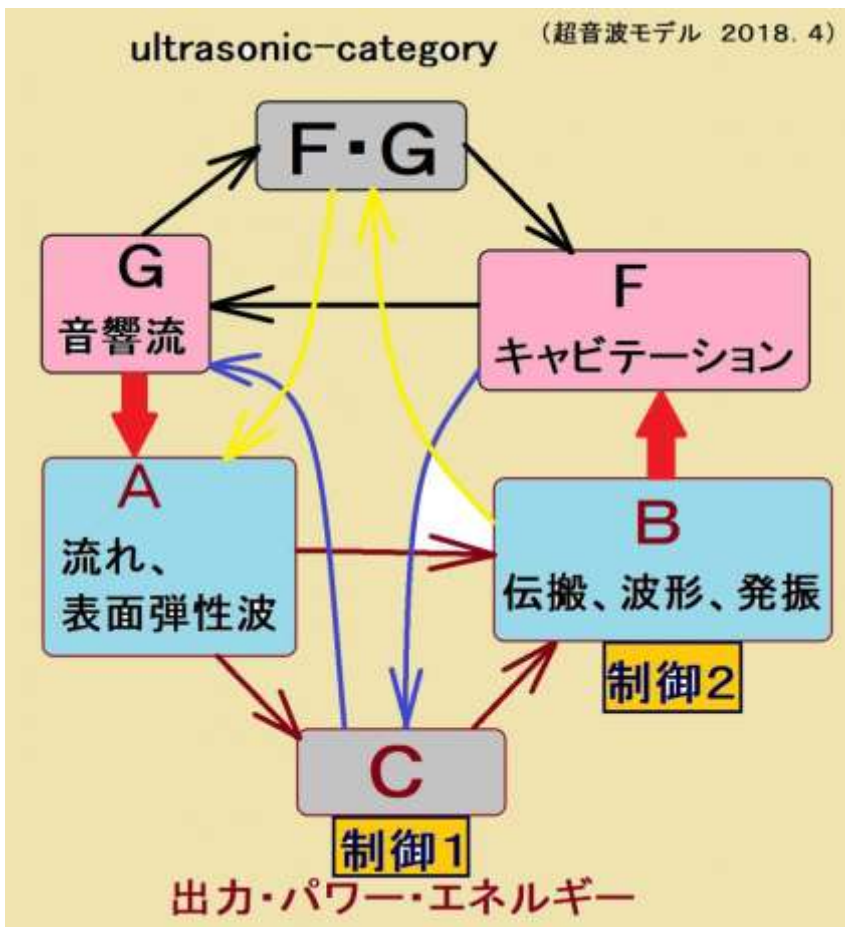 ultrasonic-category
(超音波モデル 2018. 4)
F・G
G
音響流
F
キャビテーション
A
流れ、
表面弾性波
B
伝搬、波形、発振
制御2
C
制御1
出力・パワー・エネルギー